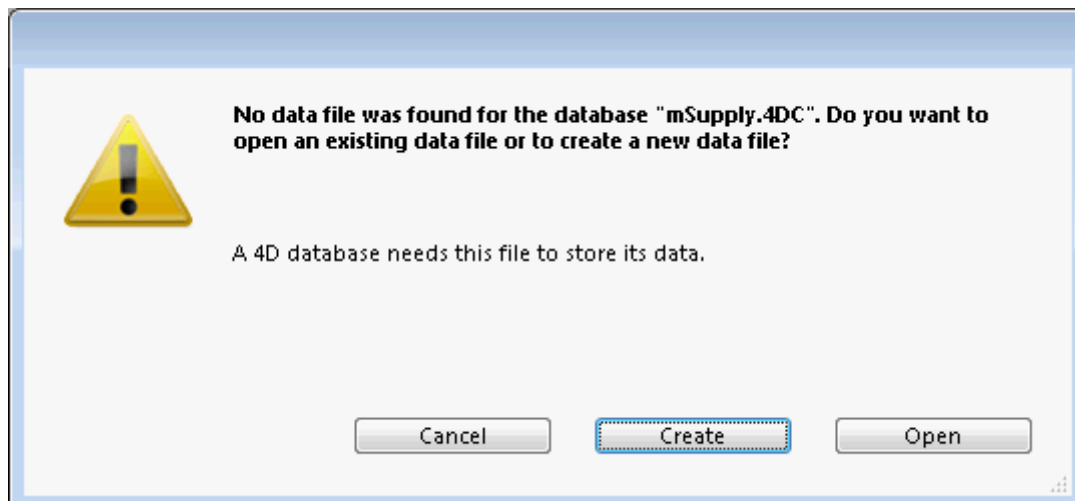 No data file was found for the database "mSupply.4DC". Do you want to
open an existing data file or to create a new data file?
A 4D database needs this file to store its data.
Cancel
Create
Open